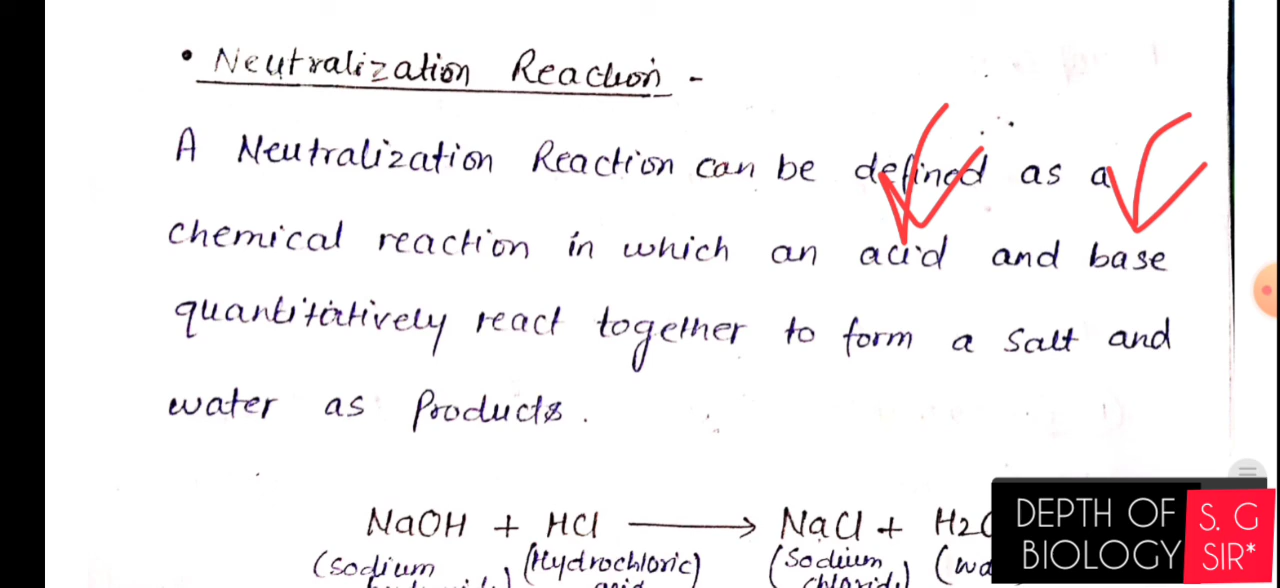 • Neutralization Reaction -
A Neutralization Reaction can be defined as a
chemical reaction in which an acid and base
quantitatively react together to form a salt and
water as Products.
NaOH + HCl ⟶ NaCl + H2
(sodium (Hydrochloric) (Sodium (wa
acid chloride)
DEPTH OF BIOLOGY
S. G SIR*